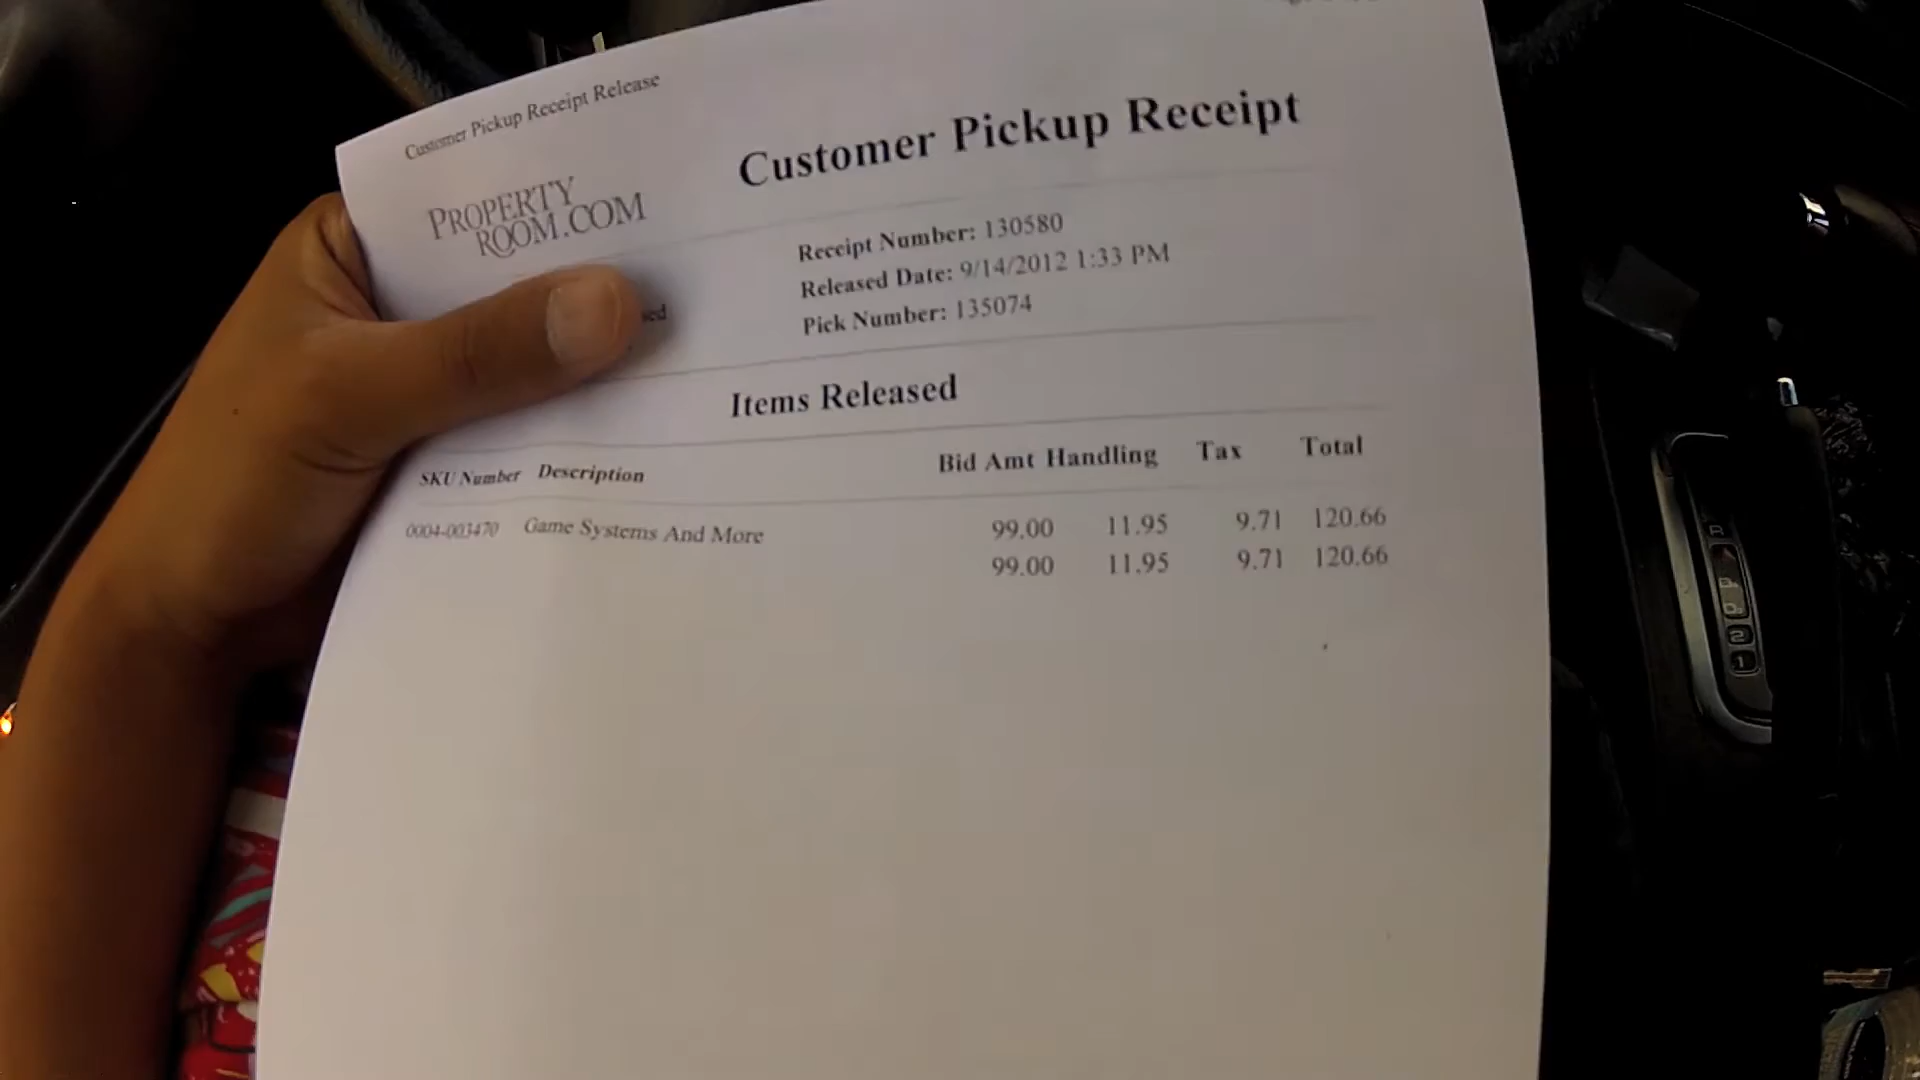 Customer Pickup Receipt Release
PROPERTY
ROOM.COM
Customer Pickup Receipt
Receipt Number: 130580
Released Date: 9/14/2012 1:33 PM
Pick Number: 135074
Items Released
SKU Number Description Bid Amt Handling Tax Total
0004-003470 Game Systems And More 99.00 11.95 9.71 120.66
99.00 11.95 9.71 120.66
R
D
2
1